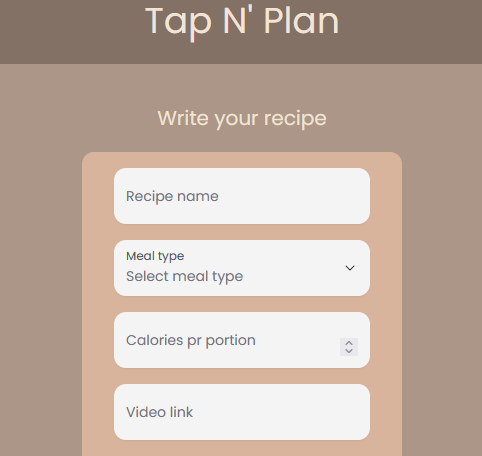 Tap N' Plan
Write your recipe
Recipe name
Meal type
Select meal type
Calories pr portion
Video link